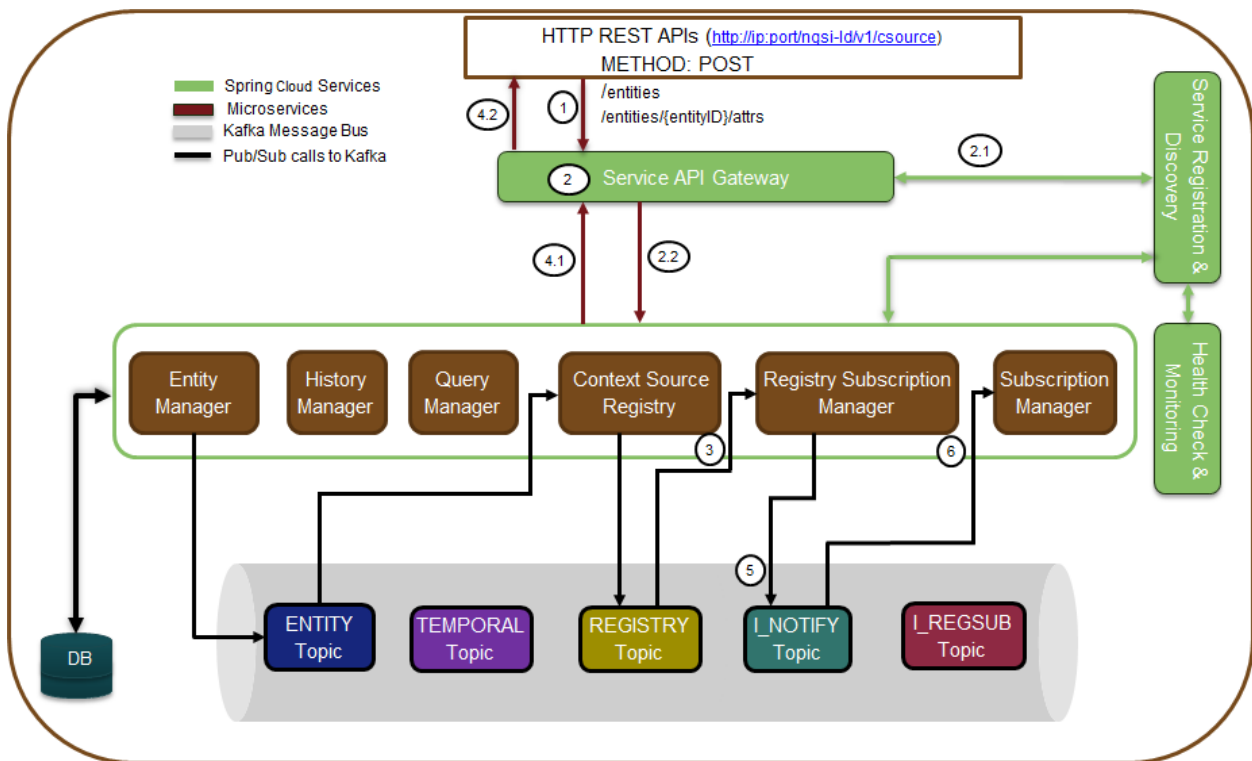 HTTP REST APIs (http://ip:port/ngsi-ld/v1/csource)
METHOD: POST
Spring Cloud Services
Microservices
Kafka Message Bus
Pub/Sub calls to Kafka
4.2
1
/entities
/entities/{entityID}/attrs
2
Service API Gateway
2.1
Service Registration &
Discovery
4.1
2.2
Entity
Manager
History
Manager
Query
Manager
Context Source
Registry
Registry Subscription
Manager
Subscription
Manager
Health Check &
Monitoring
3
6
5
ENTITY
Topic
TEMPORAL
Topic
REGISTRY
Topic
I_NOTIFY
Topic
I_REGSUB
Topic
DB